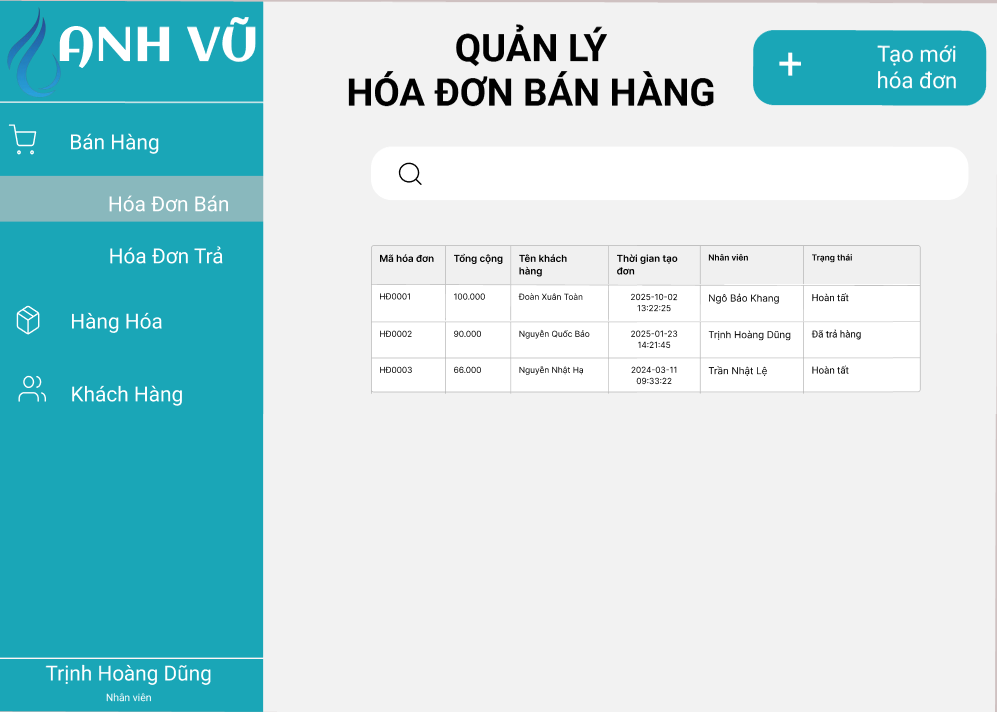 ANH VŨ
Bán Hàng
Hóa Đơn Bán
Hóa Đơn Trả
Hàng Hóa
Khách Hàng
Trịnh Hoàng Dũng
Nhân viên
QUẢN LÝ
HÓA ĐƠN BÁN HÀNG
+ Tạo mới
hóa đơn
Mã hóa đơn Tổng cộng Tên khách Thời gian tạo Nhân viên Trạng thái
hàng đơn
HĐ0001 100.000 Đoàn Xuân Toàn 2025-10-02 Ngô Bảo Khang Hoàn tất
13:22:25
HĐ0002 90.000 Nguyễn Quốc Bảo 2025-01-23 Trịnh Hoàng Dũng Đã trả hàng
14:21:45
HĐ0003 66.000 Nguyễn Nhật Hạ 2024-03-11 Trần Nhật Lệ Hoàn tất
09:33:22